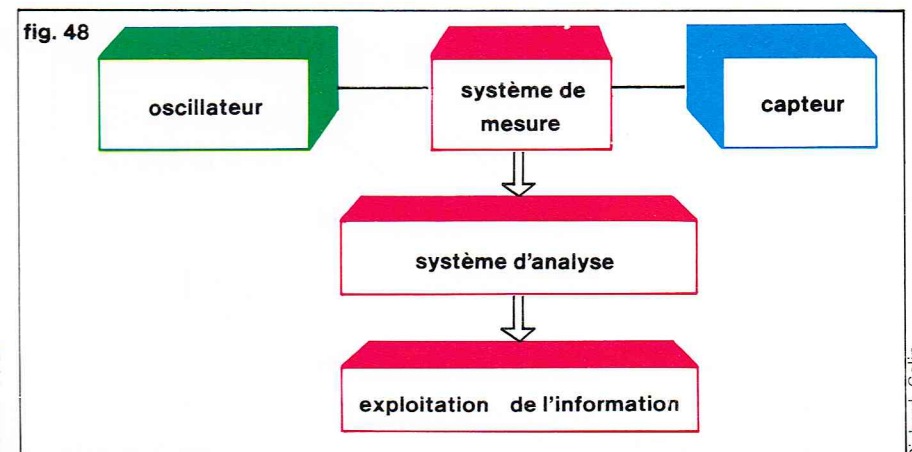 fig. 48
oscillateur
système de
mesure
capteur
système d'analyse
exploitation de l'information